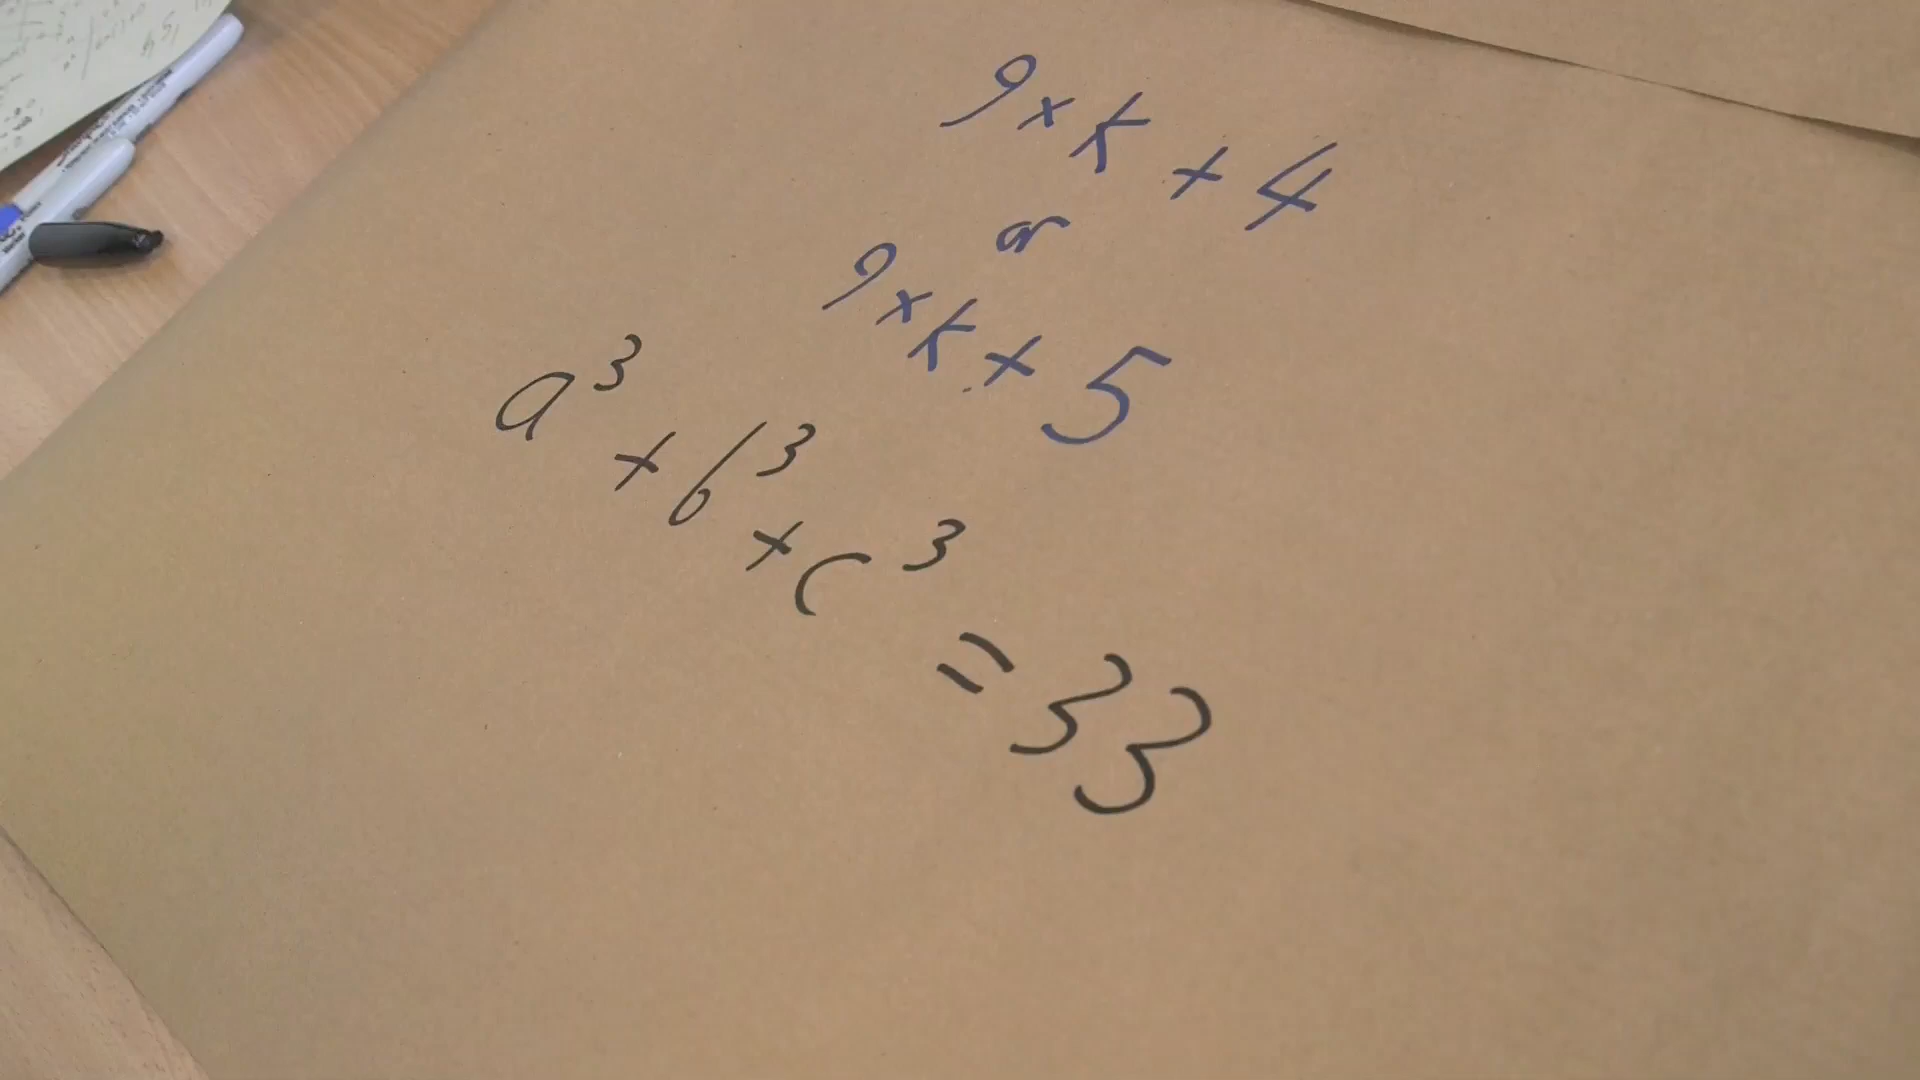 9 × k + 4
or
9 × k + 5
a³ + b³ + c³ = 33